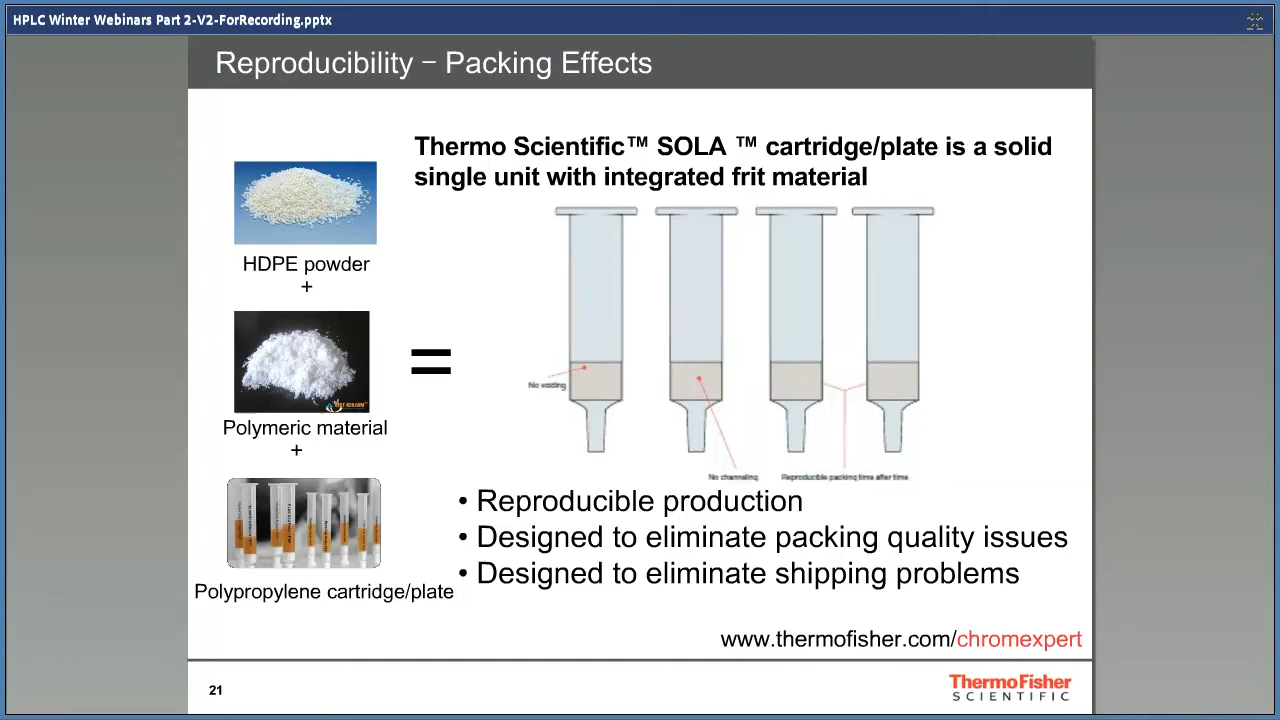 HPLC Winter Webinars Part 2-V2-ForRecording.pptx
Reproducibility – Packing Effects
Thermo Scientific™ SOLA ™ cartridge/plate is a solid
single unit with integrated frit material
HDPE powder
+
Polymeric material
+
Polypropylene cartridge/plate
=
No voiding
No channeling
Reproducible packing time after time
• Reproducible production
• Designed to eliminate packing quality issues
• Designed to eliminate shipping problems
www.thermofisher.com/chromexpert
21
ThermoFisher
SCIENTIFIC